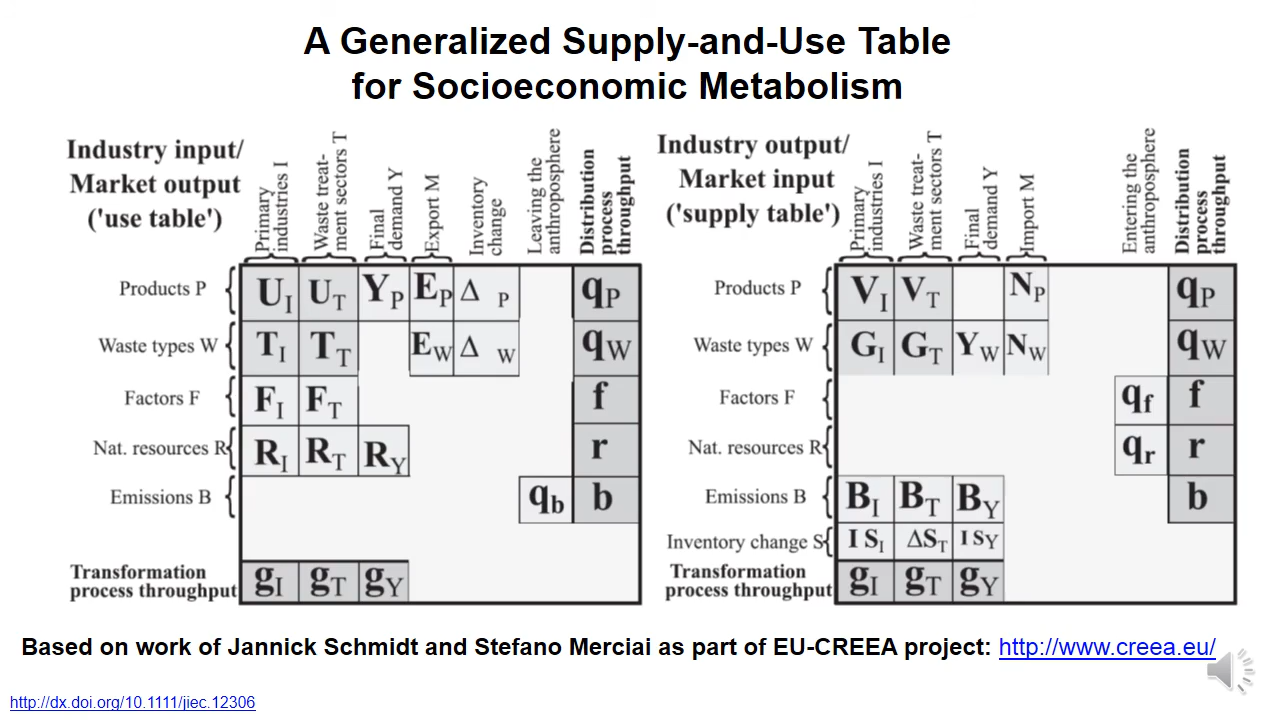 A Generalized Supply-and-Use Table
for Socioeconomic Metabolism
Industry input/
Market output
('use table')
Primary
industries I
Waste treat-
ment sectors T
Final
demand Y
Export M
Inventory
change
Leaving the
anthroposphere
Distribution
process
throughput
Products P
U_I U_T Y_P E_P Δ P q_P
Waste types W
T_I T_T E_W Δ W q_W
Factors F
F_I F_T f
Nat. resources R
R_I R_T R_Y r
Emissions B
q_b b
Transformation
process throughput
g_I g_T g_Y
Industry output/
Market input
('supply table')
Primary
industries I
Waste treat-
ment sectors T
Final
demand Y
Import M
Entering the
anthroposphere
Distribution
process
throughput
Products P
V_I V_T N_P q_P
Waste types W
G_I G_T Y_W N_W q_W
Factors F
q_f f
Nat. resources R
q_r r
Emissions B
B_I B_T B_Y b
Inventory change S
I S_I ΔS_T I S_Y
Transformation
process throughput
g_I g_T g_Y
Based on work of Jannick Schmidt and Stefano Merciai as part of EU-CREEA project: http://www.creea.eu/
http://dx.doi.org/10.1111/jiec.12306